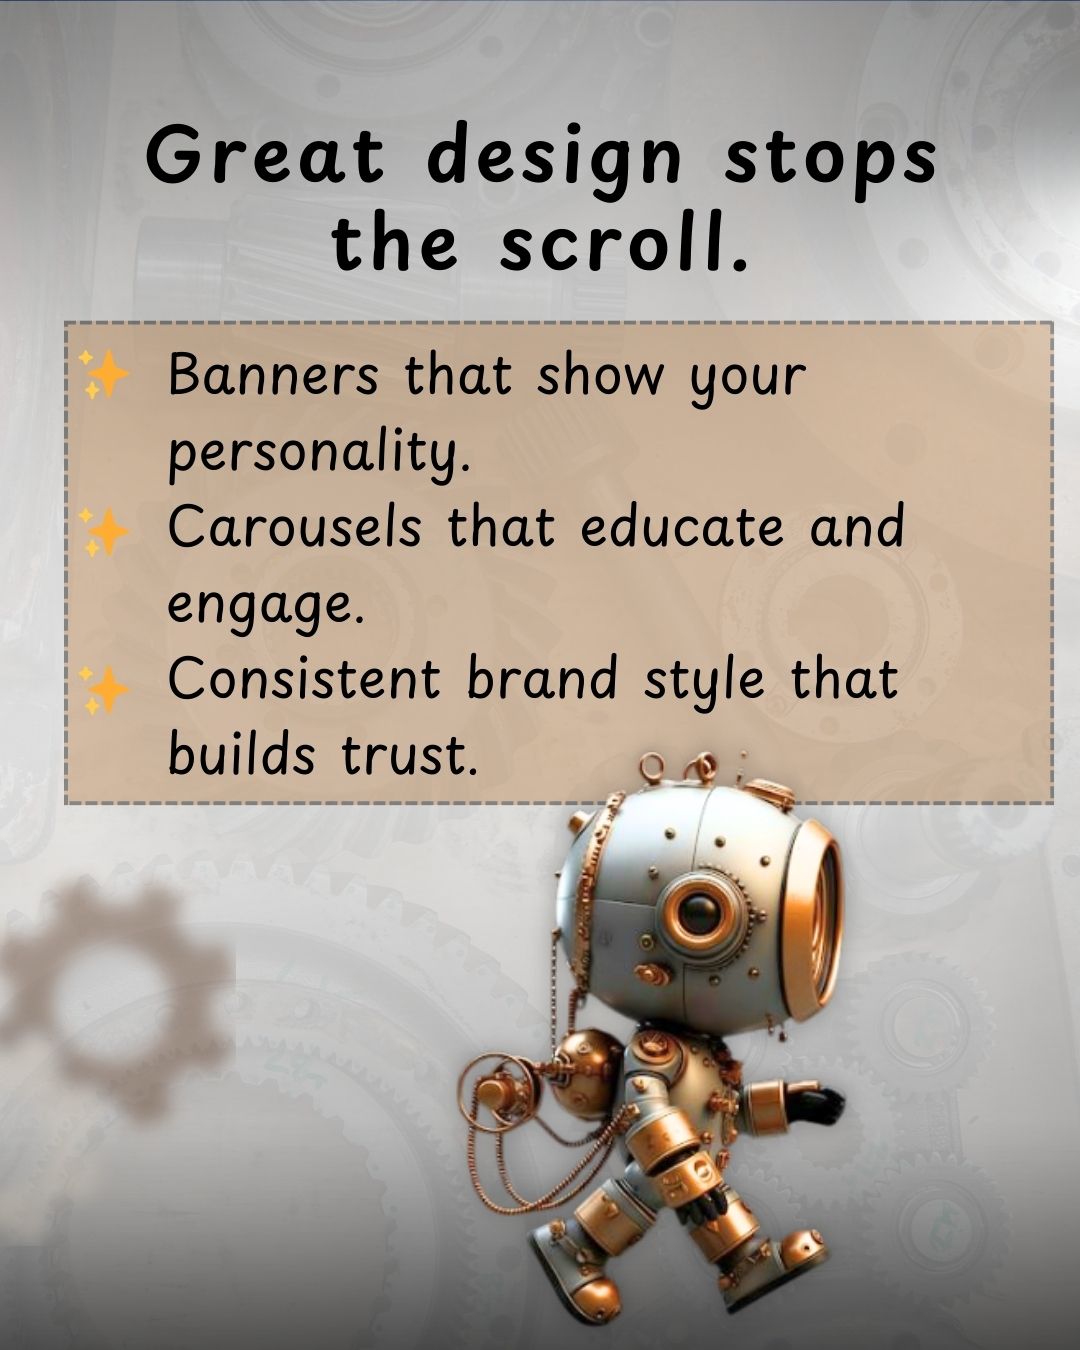 Great design stops
the scroll.
✨ Banners that show your
personality.
✨ Carousels that educate and
engage.
✨ Consistent brand style that
builds trust.